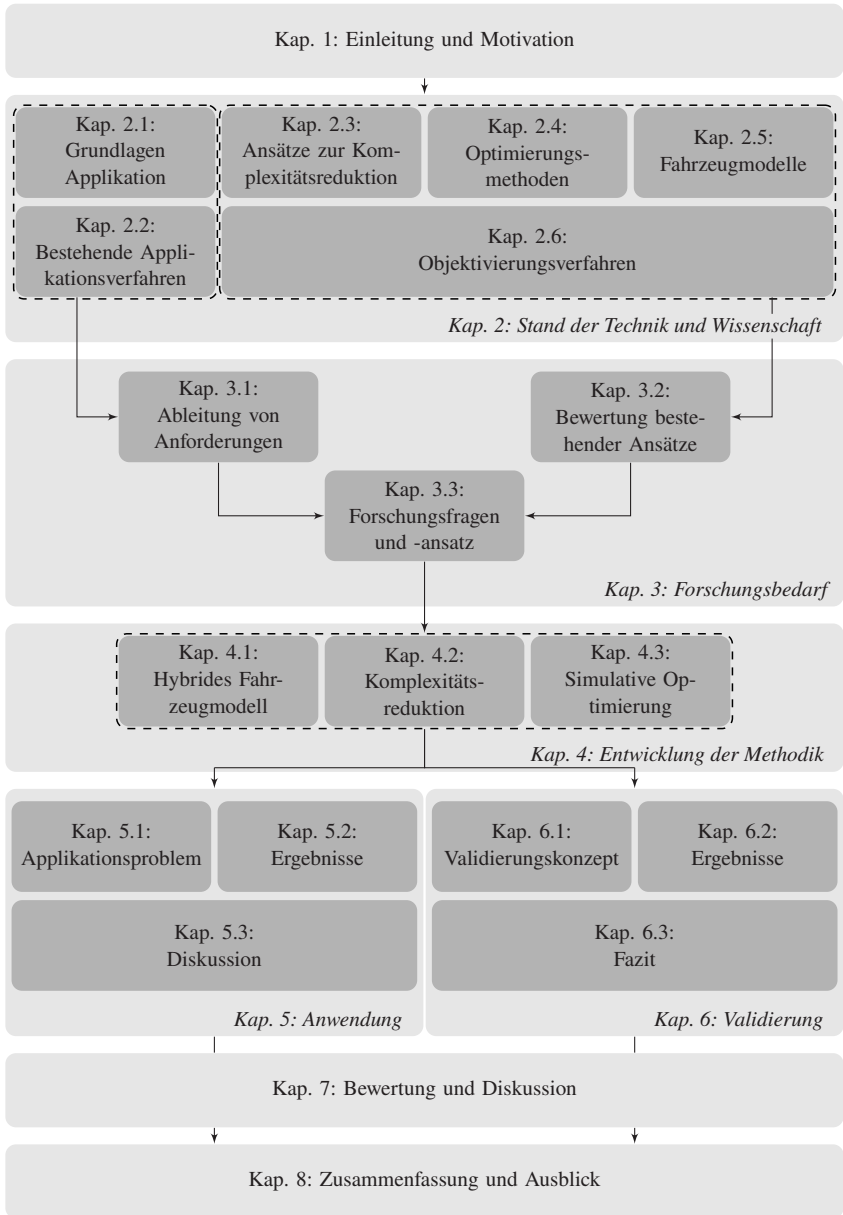 Kap. 1: Einleitung und Motivation
Kap. 2.1:
Grundlagen
Applikation
Kap. 2.3:
Ansätze zur Kom-
plexitätsreduktion
Kap. 2.4:
Optimierungs-
methoden
Kap. 2.5:
Fahrzeugmodelle
Kap. 2.2:
Bestehende Appli-
kationsverfahren
Kap. 2.6:
Objektivierungsverfahren
Kap. 2: Stand der Technik und Wissenschaft
Kap. 3.1:
Ableitung von
Anforderungen
Kap. 3.2:
Bewertung beste-
hender Ansätze
Kap. 3.3:
Forschungsfragen
und -ansatz
Kap. 3: Forschungsbedarf
Kap. 4.1:
Hybrides Fahr-
zeugmodell
Kap. 4.2:
Komplexitäts-
reduktion
Kap. 4.3:
Simulative Op-
timierung
Kap. 4: Entwicklung der Methodik
Kap. 5.1:
Applikationsproblem
Kap. 5.2:
Ergebnisse
Kap. 5.3:
Diskussion
Kap. 5: Anwendung
Kap. 6.1:
Validierungskonzept
Kap. 6.2:
Ergebnisse
Kap. 6.3:
Fazit
Kap. 6: Validierung
Kap. 7: Bewertung und Diskussion
Kap. 8: Zusammenfassung und Ausblick